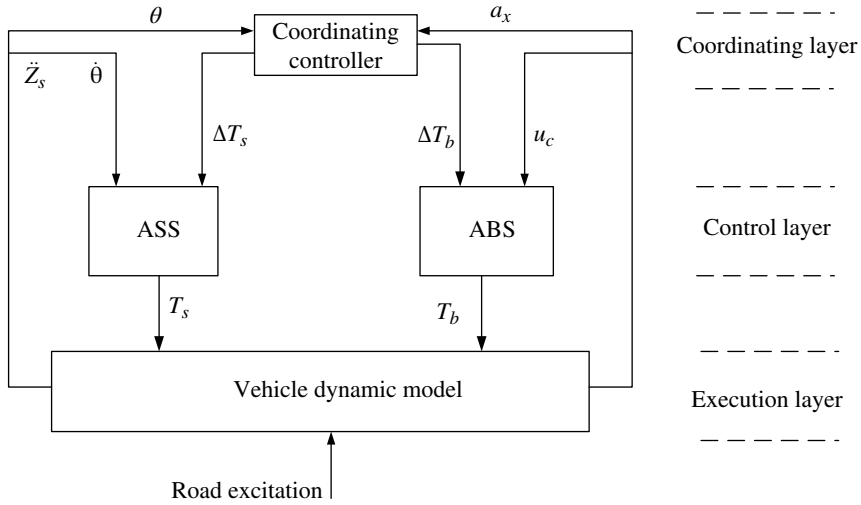 θ
Coordinating
controller
a_x
Coordinating layer
Z̈_s
θ̇
ΔT_s
ΔT_b
u_c
ASS
ABS
Control layer
T_s
T_b
Vehicle dynamic model
Execution layer
Road excitation